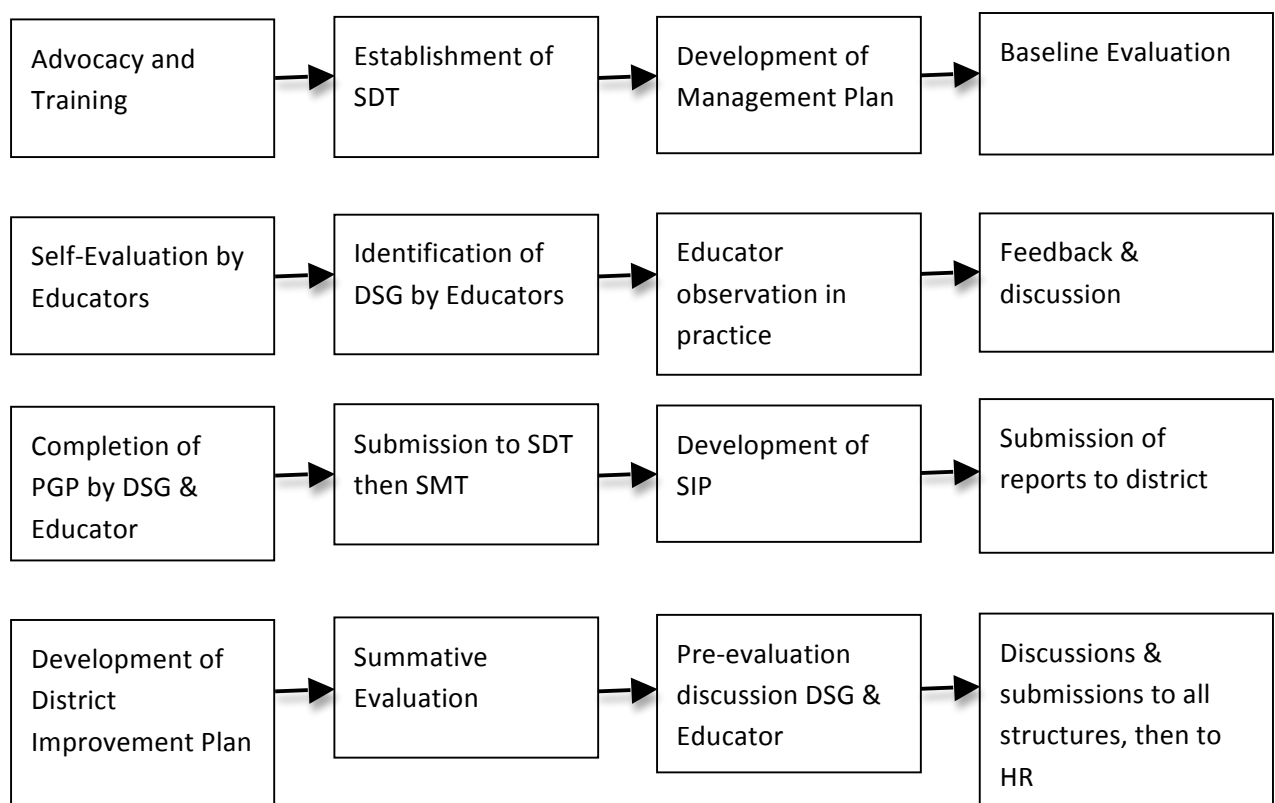 Advocacy and
Training
Establishment of
SDT
Development of
Management Plan
Baseline Evaluation
Self-Evaluation by
Educators
Identification of
DSG by Educators
Educator
observation in
practice
Feedback &
discussion
Completion of
PGP by DSG &
Educator
Submission to SDT
then SMT
Development of
SIP
Submission of
reports to district
Development of
District
Improvement Plan
Summative
Evaluation
Pre-evaluation
discussion DSG &
Educator
Discussions &
submissions to all
structures, then to
HR